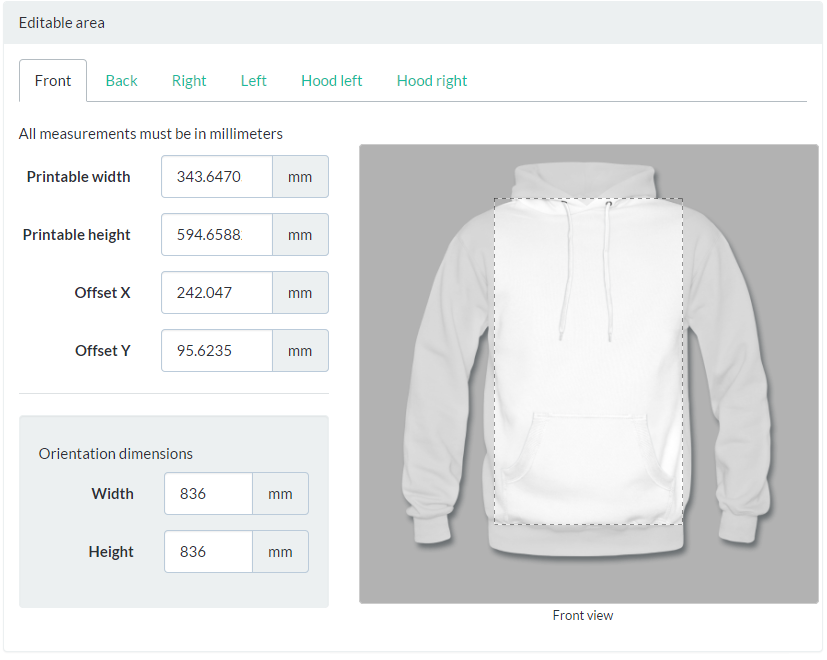 Editable area
Front Back Right Left Hood left Hood right
All measurements must be in millimeters
Printable width 343.6470 mm
Printable height 594.6588 mm
Offset X 242.047 mm
Offset Y 95.6235 mm
Orientation dimensions
Width 836 mm
Height 836 mm
Front view